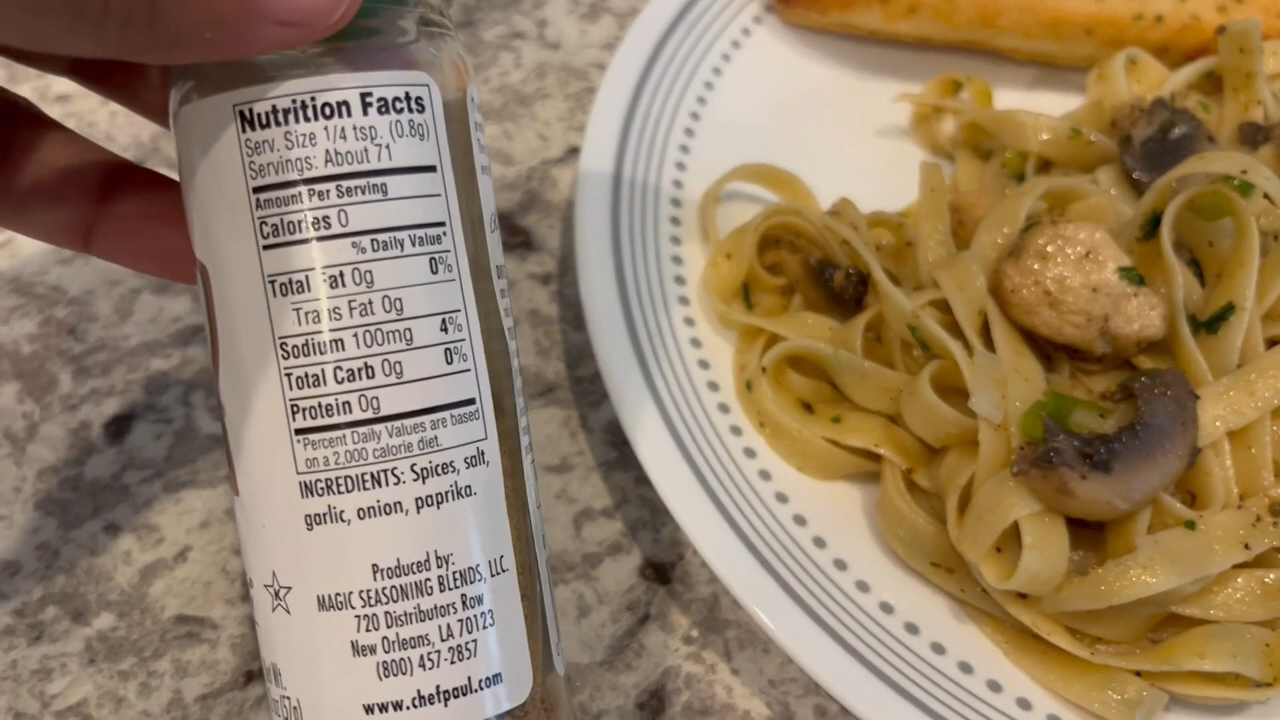 Nutrition Facts
Serv. Size 1/4 tsp. (0.8g)
Servings: About 71
Amount Per Serving
Calories 0
% Daily Value*
Total Fat 0g 0%
Trans Fat 0g
Sodium 100mg 4%
Total Carb 0g 0%
Protein 0g
*Percent Daily Values are based
on a 2,000 calorie diet.
INGREDIENTS: Spices, salt,
garlic, onion, paprika.
K
Produced by:
MAGIC SEASONING BLENDS, LLC.
720 Distributors Row
New Orleans, LA 70123
(800) 457-2857
www.chefpaul.com
Wt.
(57g)